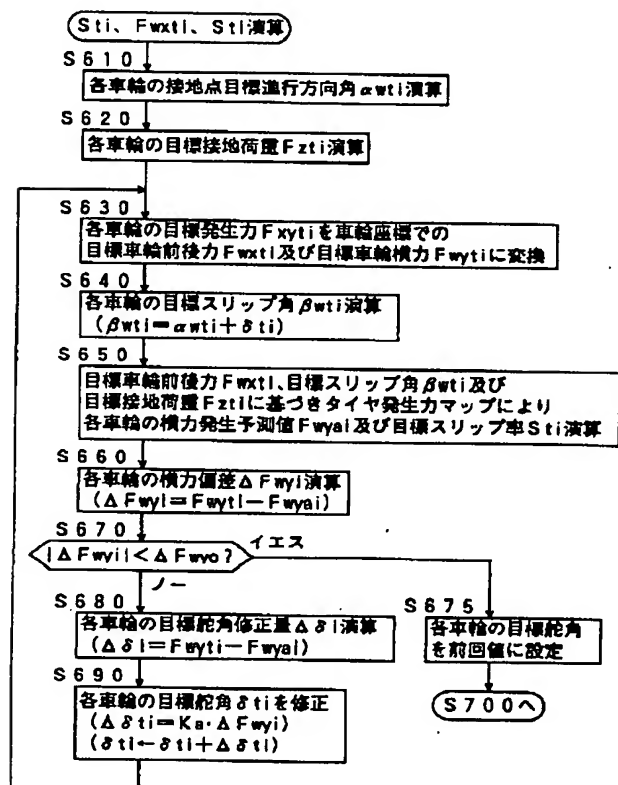 Sti、Fwxti、Sti演算
S610
各車輪の接地点目標進行方向角αwti演算
S620
各車輪の目標接地荷重Fzti演算
S630
各車輪の目標発生力Fxytiを車輪座標での
目標車輪前後力Fwxti及び目標車輪横力Fwytiに変換
S640
各車輪の目標スリップ角βwti演算
(βwti=αwti+δti)
S650
目標車輪前後力Fwxti、目標スリップ角βwti及び
目標接地荷重Fztiに基づきタイヤ発生力マップにより
各車輪の横力発生予測値Fwyai及び目標スリップ率Sti演算
S660
各車輪の横力偏差ΔFwyi演算
(ΔFwyi=Fwyti-Fwyai)
S670
|ΔFwyi|<ΔFwyo?
イエス
ノー
S675
各車輪の目標舵角
を前回値に設定
S700へ
S680
各車輪の目標舵角修正量Δδi演算
(Δδi=Fwyti-Fwyai)
S690
各車輪の目標舵角δtiを修正
(Δδti=Ka·ΔFwyi)
(δti←δti+Δδti)